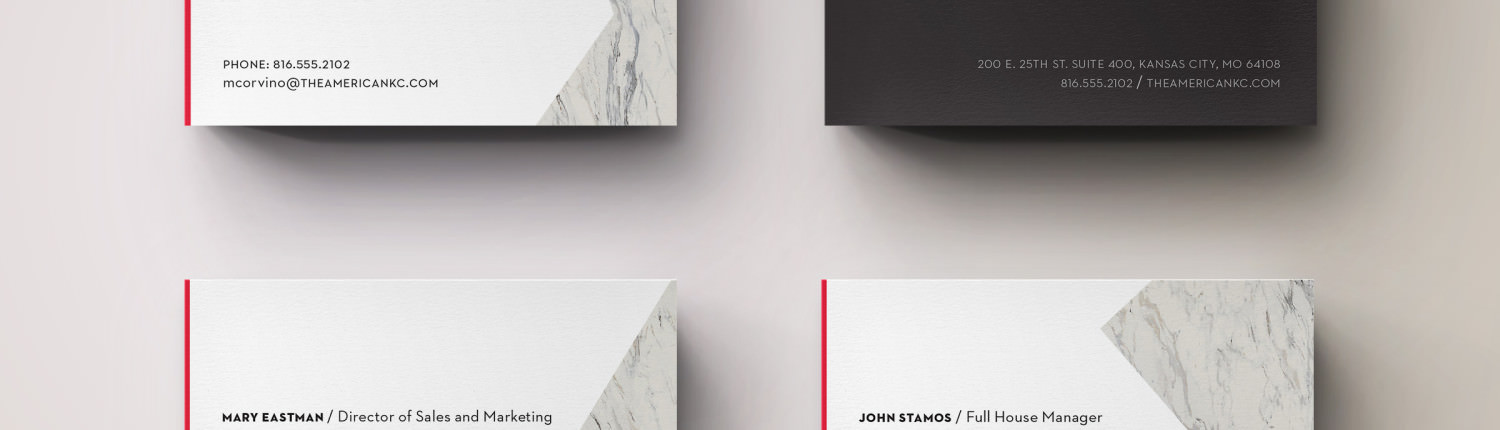 PHONE: 816.555.2102
mcorvino@THEAMERICANKC.COM
200 E. 25TH ST. SUITE 400, KANSAS CITY, MO 64108
816.555.2102 / THEAMERICANKC.COM
MARY EASTMAN / Director of Sales and Marketing
JOHN STAMOS / Full House Manager